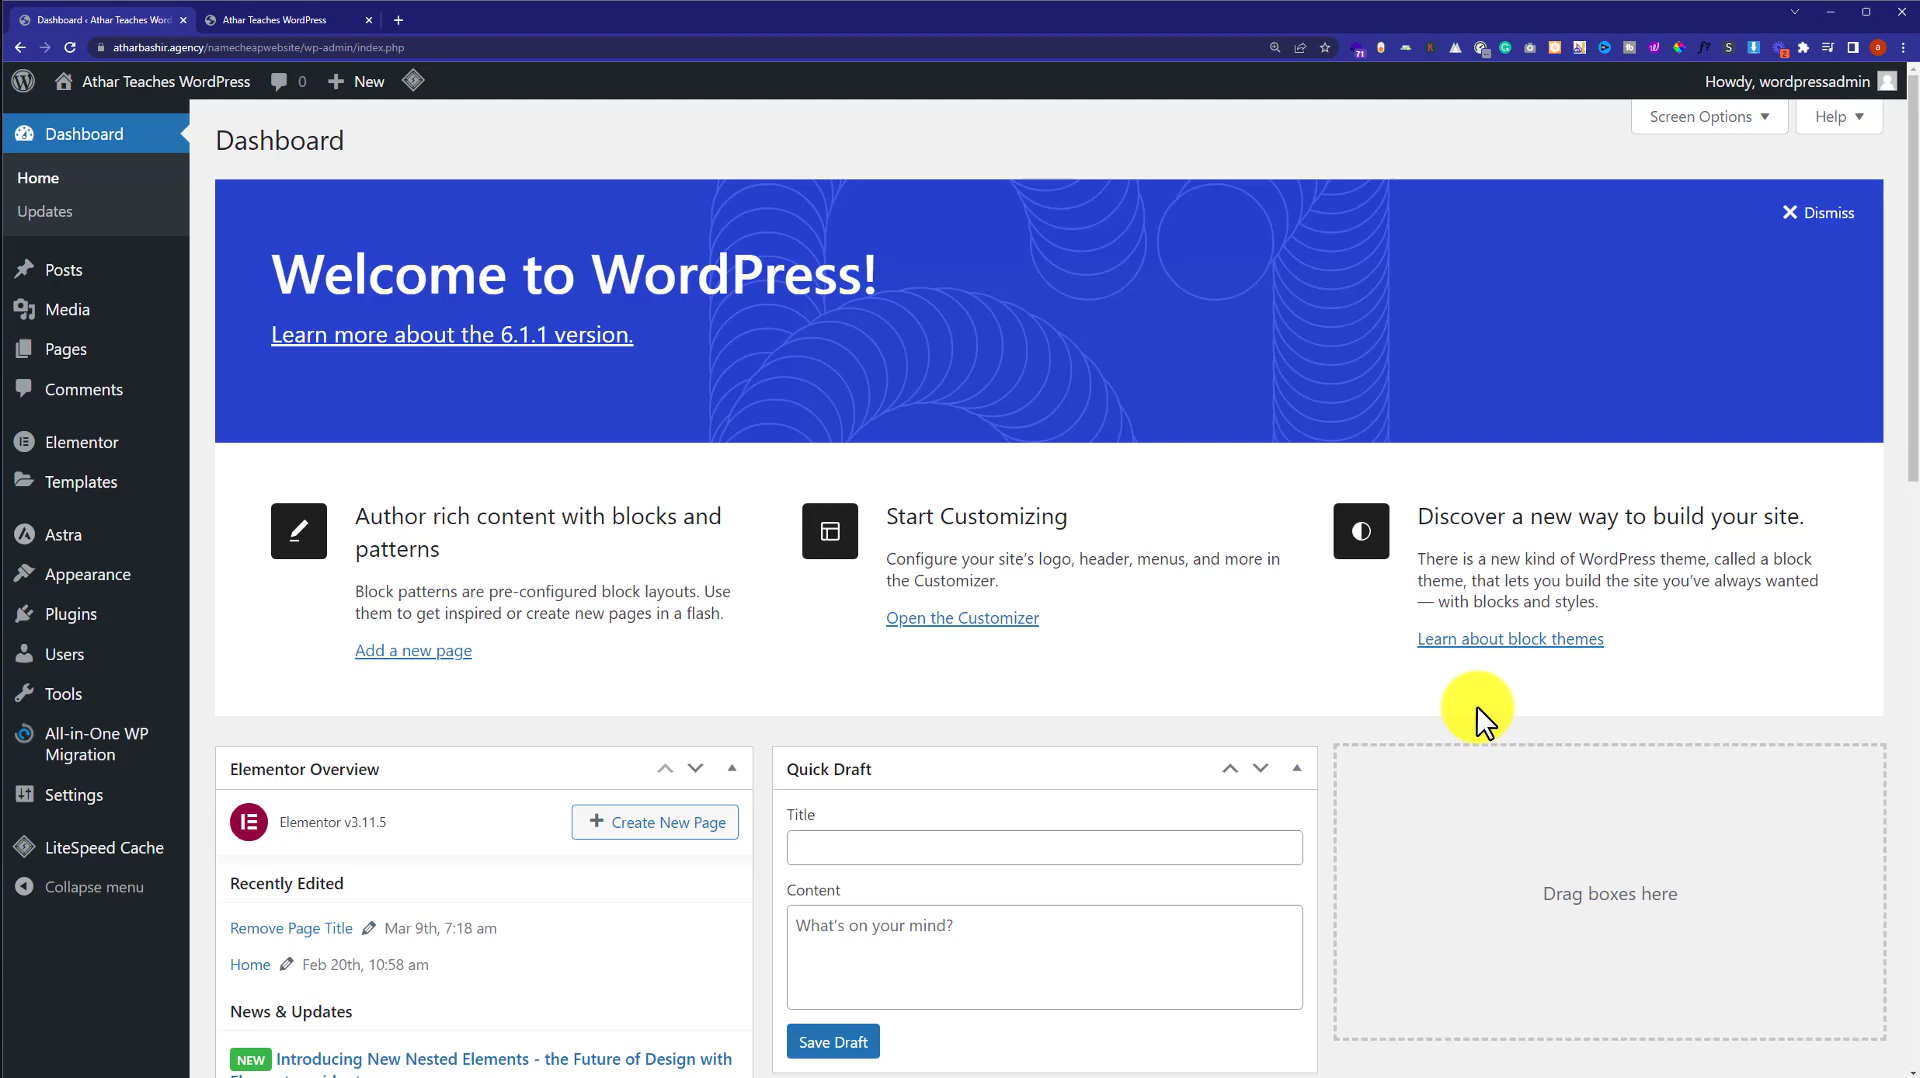 Dashboard ‹ Athar Teaches Word
Athar Teaches WordPress
atharbashir.agency/namecheapwebsite/wp-admin/index.php
71
2
a
Athar Teaches WordPress
0
New
Howdy, wordpressadmin
Dashboard
Home
Updates
Posts
Media
Pages
Comments
Elementor
Templates
Astra
Appearance
Plugins
Users
Tools
All-in-One WP
Migration
Settings
LiteSpeed Cache
Collapse menu
Dashboard
Screen Options
Help
Dismiss
Welcome to WordPress!
Learn more about the 6.1.1 version.
Author rich content with blocks and
patterns
Block patterns are pre-configured block layouts. Use
them to get inspired or create new pages in a flash.
Add a new page
Start Customizing
Configure your site's logo, header, menus, and more in
the Customizer.
Open the Customizer
Discover a new way to build your site.
There is a new kind of WordPress theme, called a block
theme, that lets you build the site you've always wanted
— with blocks and styles.
Learn about block themes
Elementor Overview
Elementor v3.11.5
Create New Page
Recently Edited
Remove Page Title Mar 9th, 7:18 am
Home Feb 20th, 10:58 am
News & Updates
NEW Introducing New Nested Elements - the Future of Design with
Quick Draft
Title
Content
What's on your mind?
Save Draft
Drag boxes here